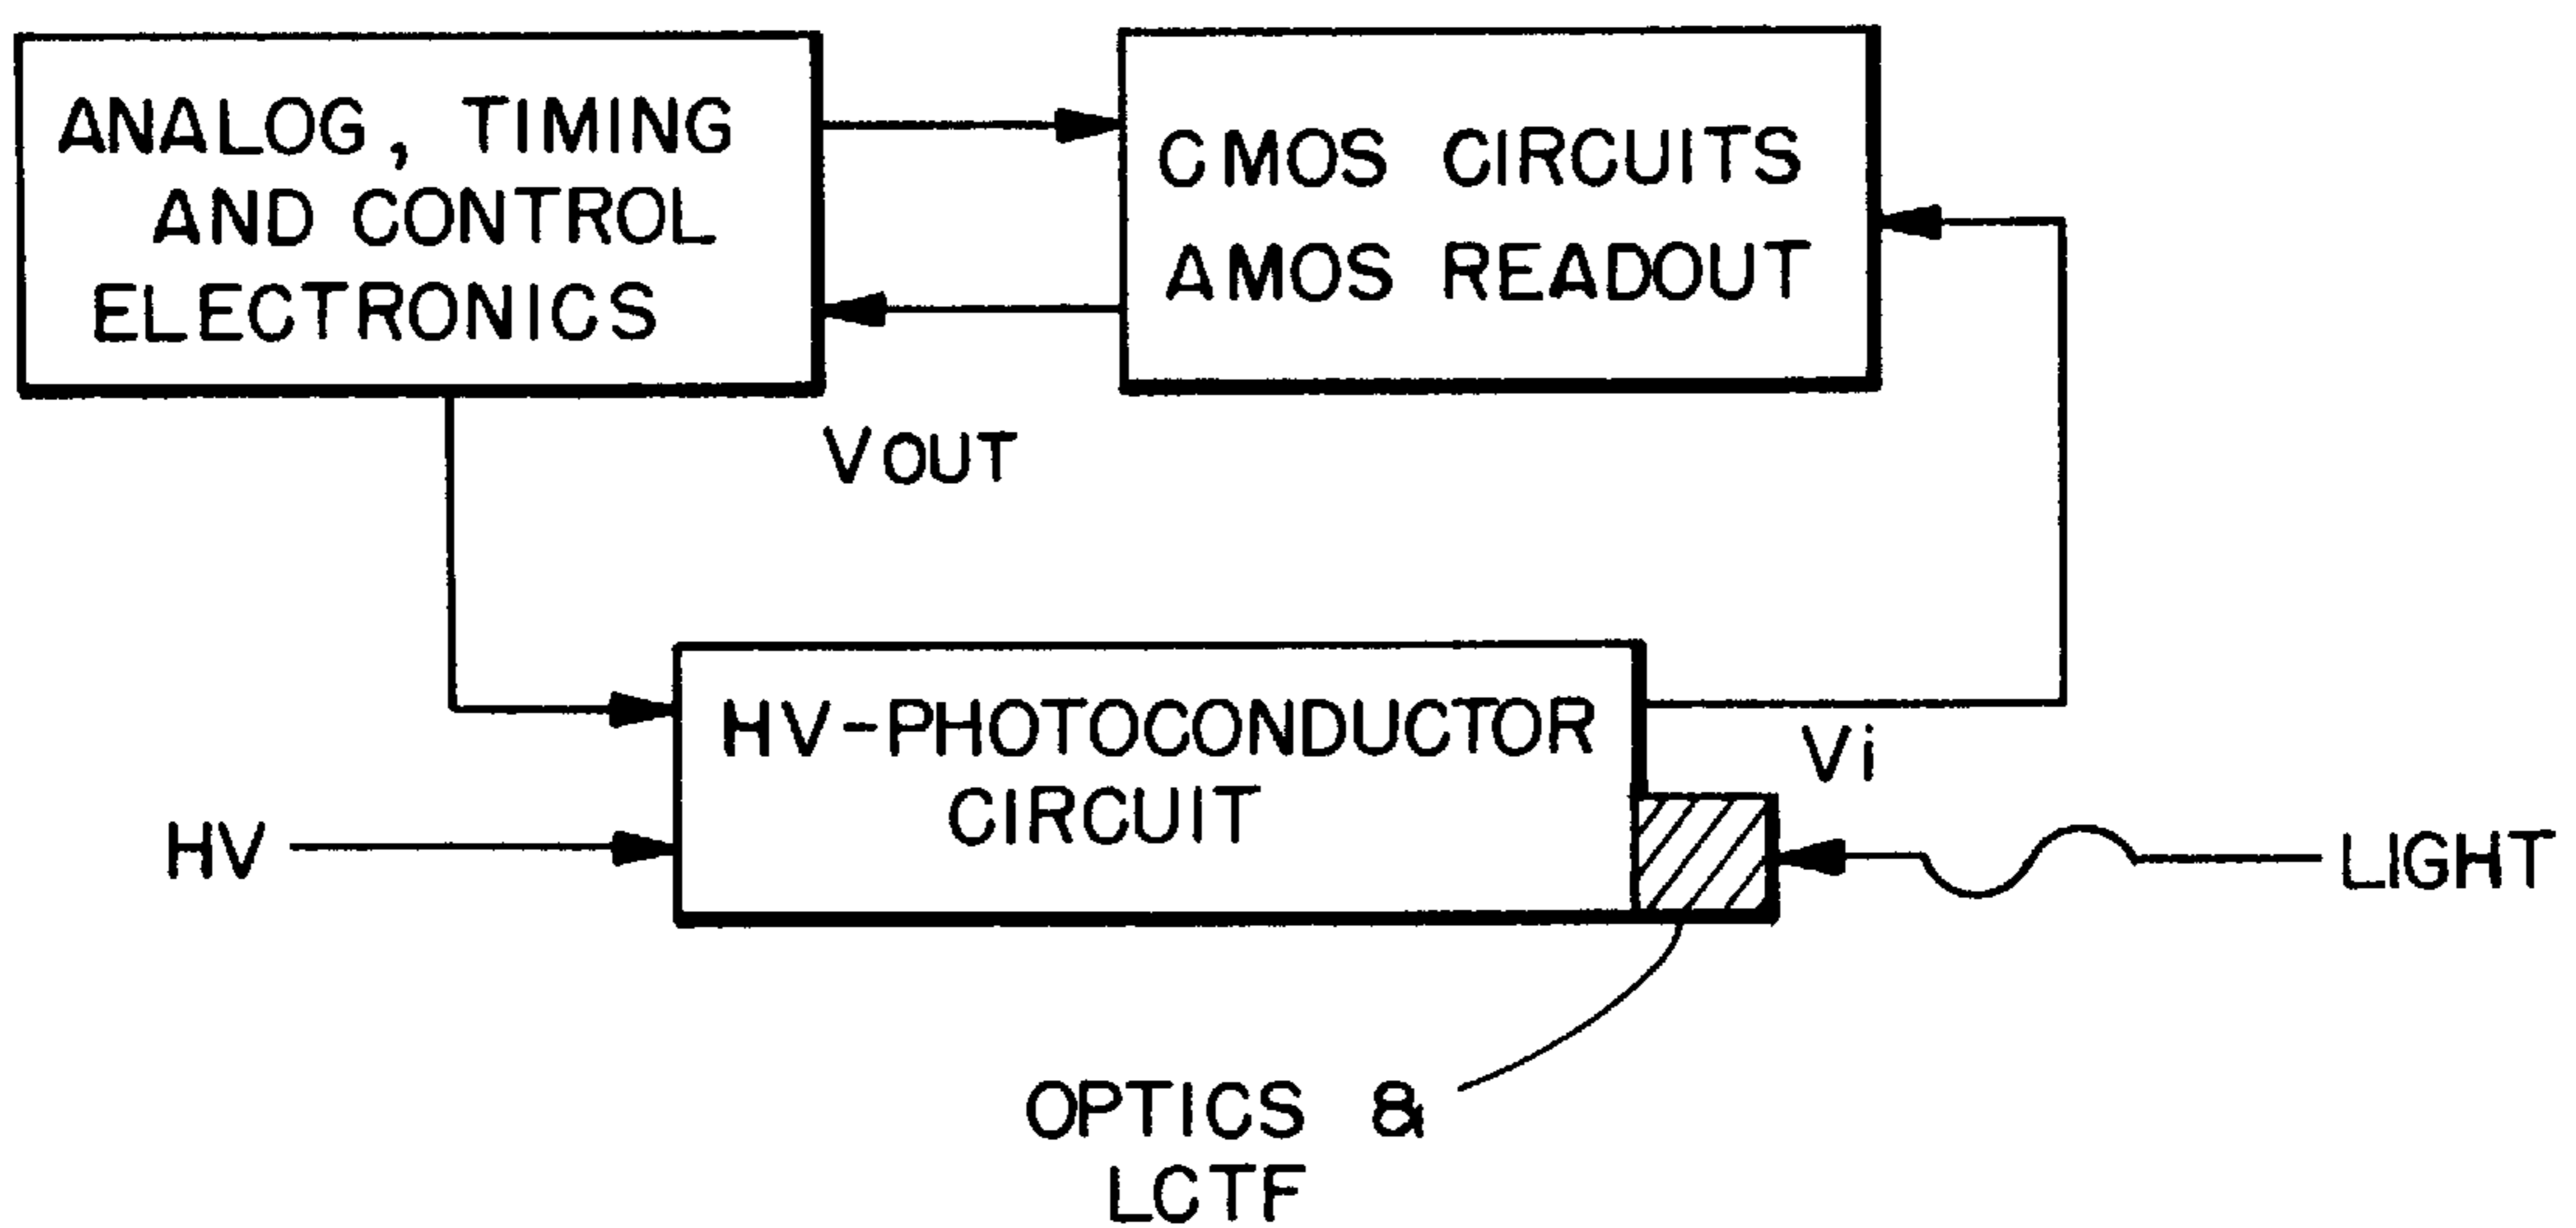 ANALOG, TIMING
AND CONTROL
ELECTRONICS
CMOS CIRCUITS
AMOS READOUT
VOUT
HV-PHOTOCONDUCTOR
CIRCUIT
Vi
HV
LIGHT
OPTICS &
LCTF